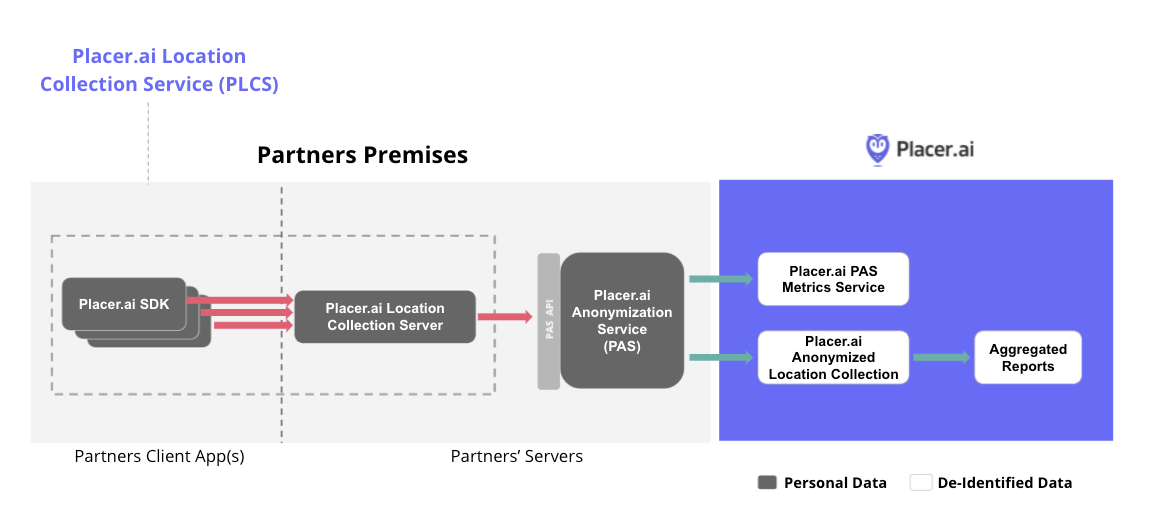 Placer.ai Location
Collection Service (PLCS)
Partners Premises
Placer.ai
Placer.ai SDK
Placer.ai Location
Collection Server
PAS API
Placer.ai
Anonymization
Service
(PAS)
Placer.ai PAS
Metrics Service
Placer.ai
Anonymized
Location Collection
Aggregated
Reports
Partners Client App(s)
Partners’ Servers
Personal Data
De-Identified Data